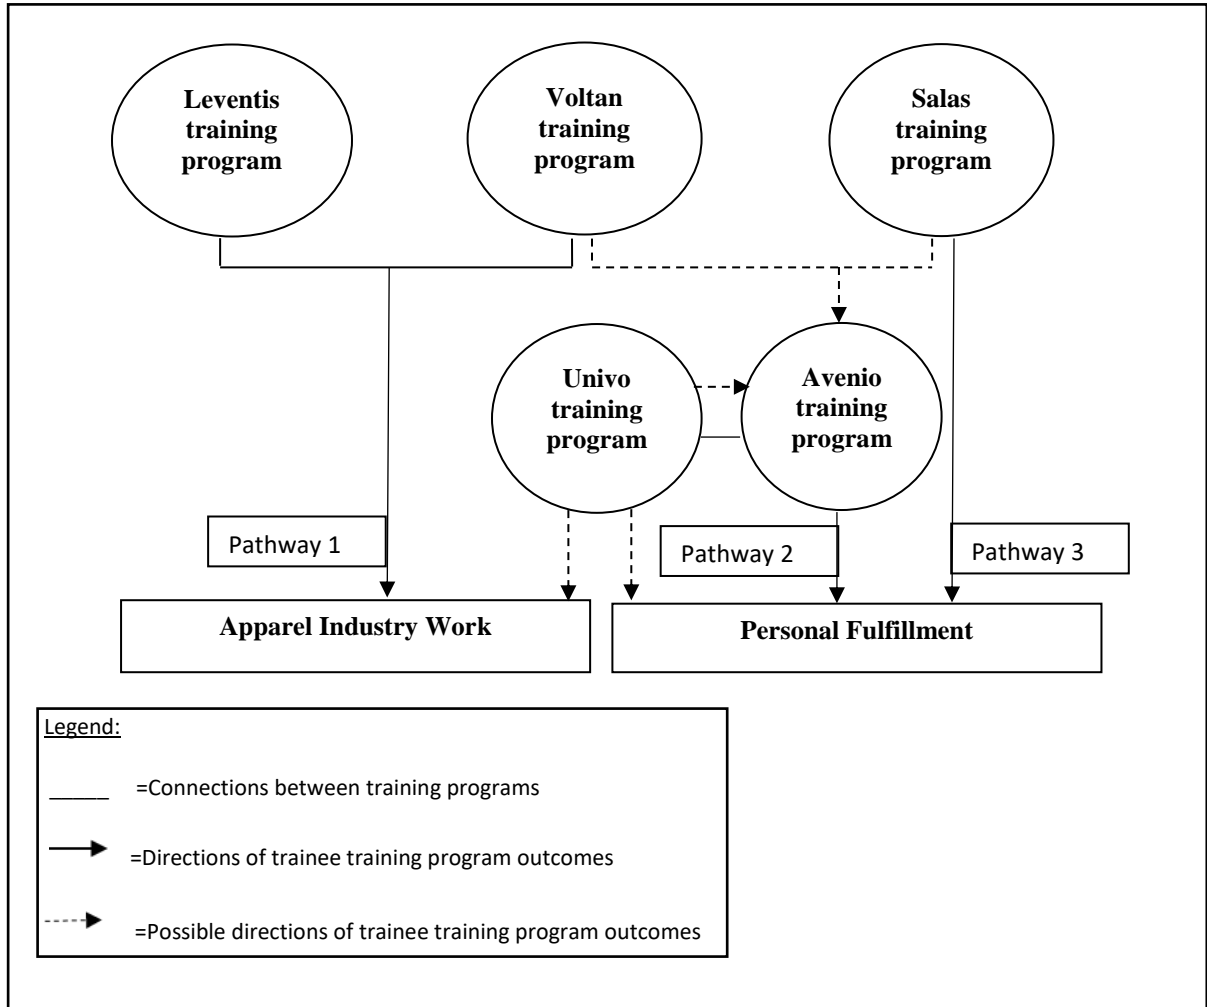 Leventis
training
program
Voltan
training
program
Salas
training
program
Univo
training
program
Avenio
training
program
Pathway 1
Pathway 2
Pathway 3
Apparel Industry Work
Personal Fulfillment
Legend:
_____ =Connections between training programs
=Directions of trainee training program outcomes
=Possible directions of trainee training program outcomes